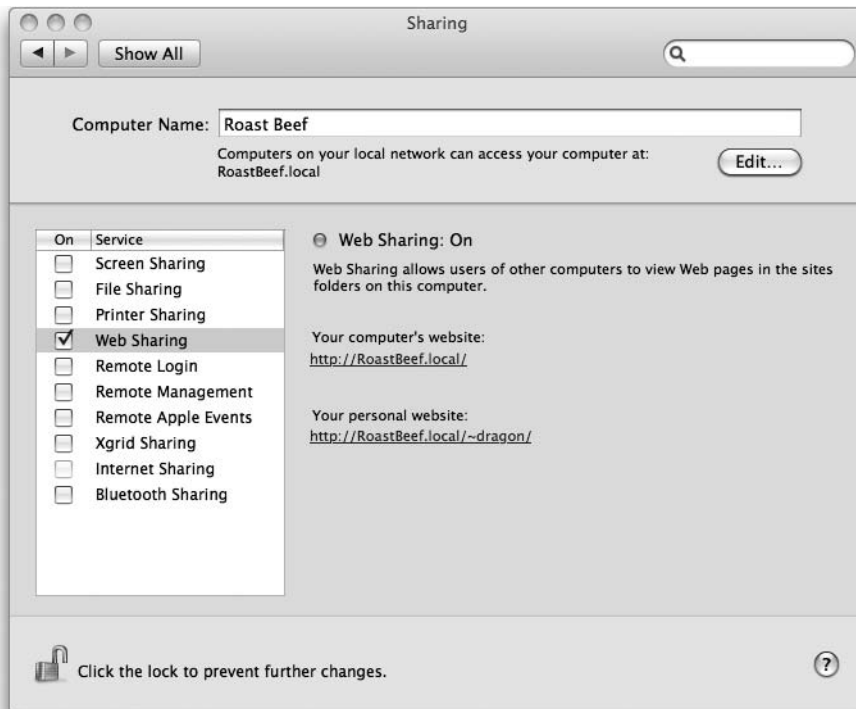 Sharing
Show All
Computer Name: Roast Beef
Computers on your local network can access your computer at:
RoastBeef.local
Edit...
On Service
Screen Sharing
File Sharing
Printer Sharing
Web Sharing
Remote Login
Remote Management
Remote Apple Events
Xgrid Sharing
Internet Sharing
Bluetooth Sharing
Web Sharing: On
Web Sharing allows users of other computers to view Web pages in the sites
folders on this computer.
Your computer's website:
http://RoastBeef.local/
Your personal website:
http://RoastBeef.local/~dragon/
Click the lock to prevent further changes.
?